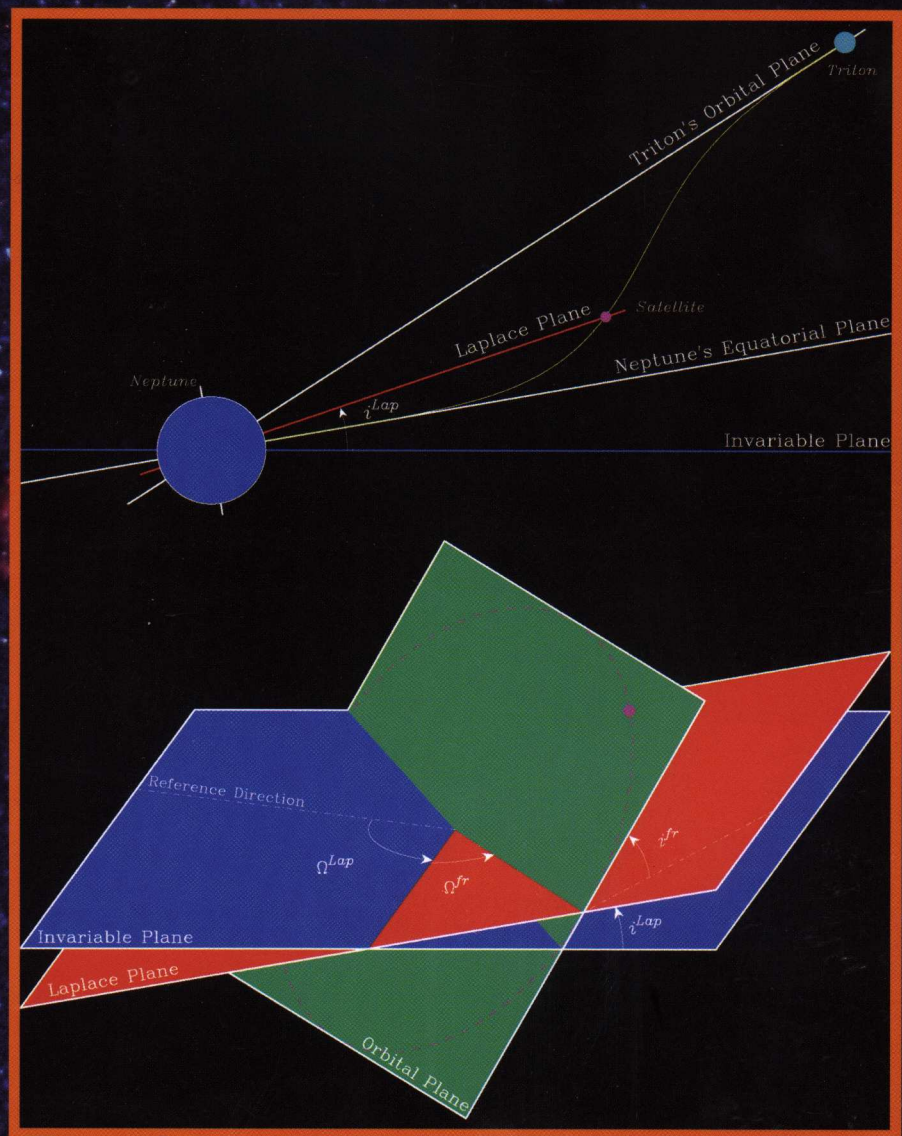 Triton's Orbital Plane
Triton
Satellite
Laplace Plane
Neptune's Equatorial Plane
Neptune
i^Lap
Invariable Plane
Reference Direction
Ω^Lap
Ω^fr
i^fr
i^Lap
Invariable Plane
Laplace Plane
Orbital Plane